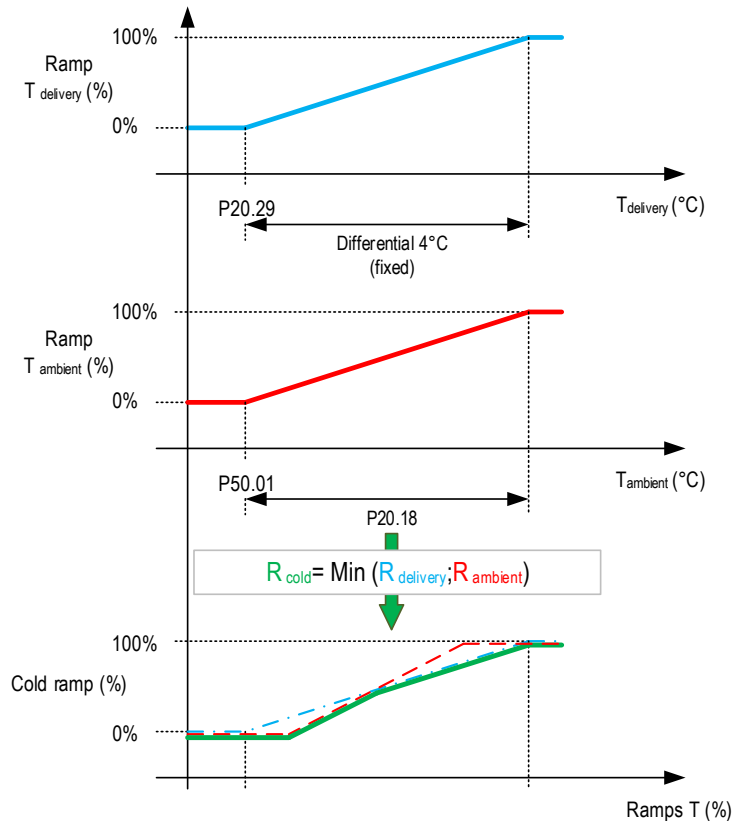 100%
Ramp
T delivery (%)
0%
P20.29
T delivery (°C)
Differential 4°C
(fixed)
100%
Ramp
T ambient (%)
0%
P50.01
T ambient (°C)
P20.18
R cold= Min (R delivery;R ambient)
100%
Cold ramp (%)
0%
Ramps T (%)